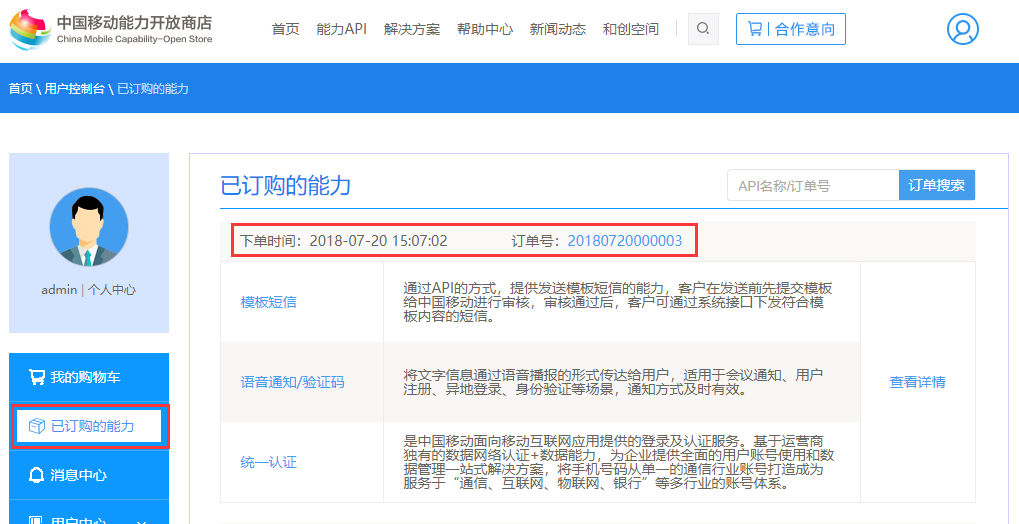 中国移动能力开放商店
China Mobile Capability-Open Store
首页 能力API 解决方案 帮助中心 新闻动态 和创空间
合作意向
首页 \ 用户控制台 \ 已订购的能力
admin | 个人中心
我的购物车
已订购的能力
消息中心
用户中心
已订购的能力
API名称/订单号 订单搜索
下单时间：2018-07-20 15:07:02 订单号：20180720000003
模板短信
通过API的方式，提供发送模板短信的能力，客户在发送前先提交模板
给中国移动进行审核，审核通过后，客户可通过系统接口下发符合模
板内容的短信。
语音通知/验证码
将文字信息通过语音播报的形式传达给用户，适用于会议通知、用户
注册、异地登录、身份验证等场景，通知方式及时有效。
查看详情
统一认证
是中国移动面向移动互联网应用提供的登录及认证服务。基于运营商
独有的数据网络认证+数据能力，为企业提供全面的用户账号使用和数
据管理一站式解决方案，将手机号码从单一的通信行业账号打造成为
服务于“通信、互联网、物联网、银行”等多行业的账号体系。